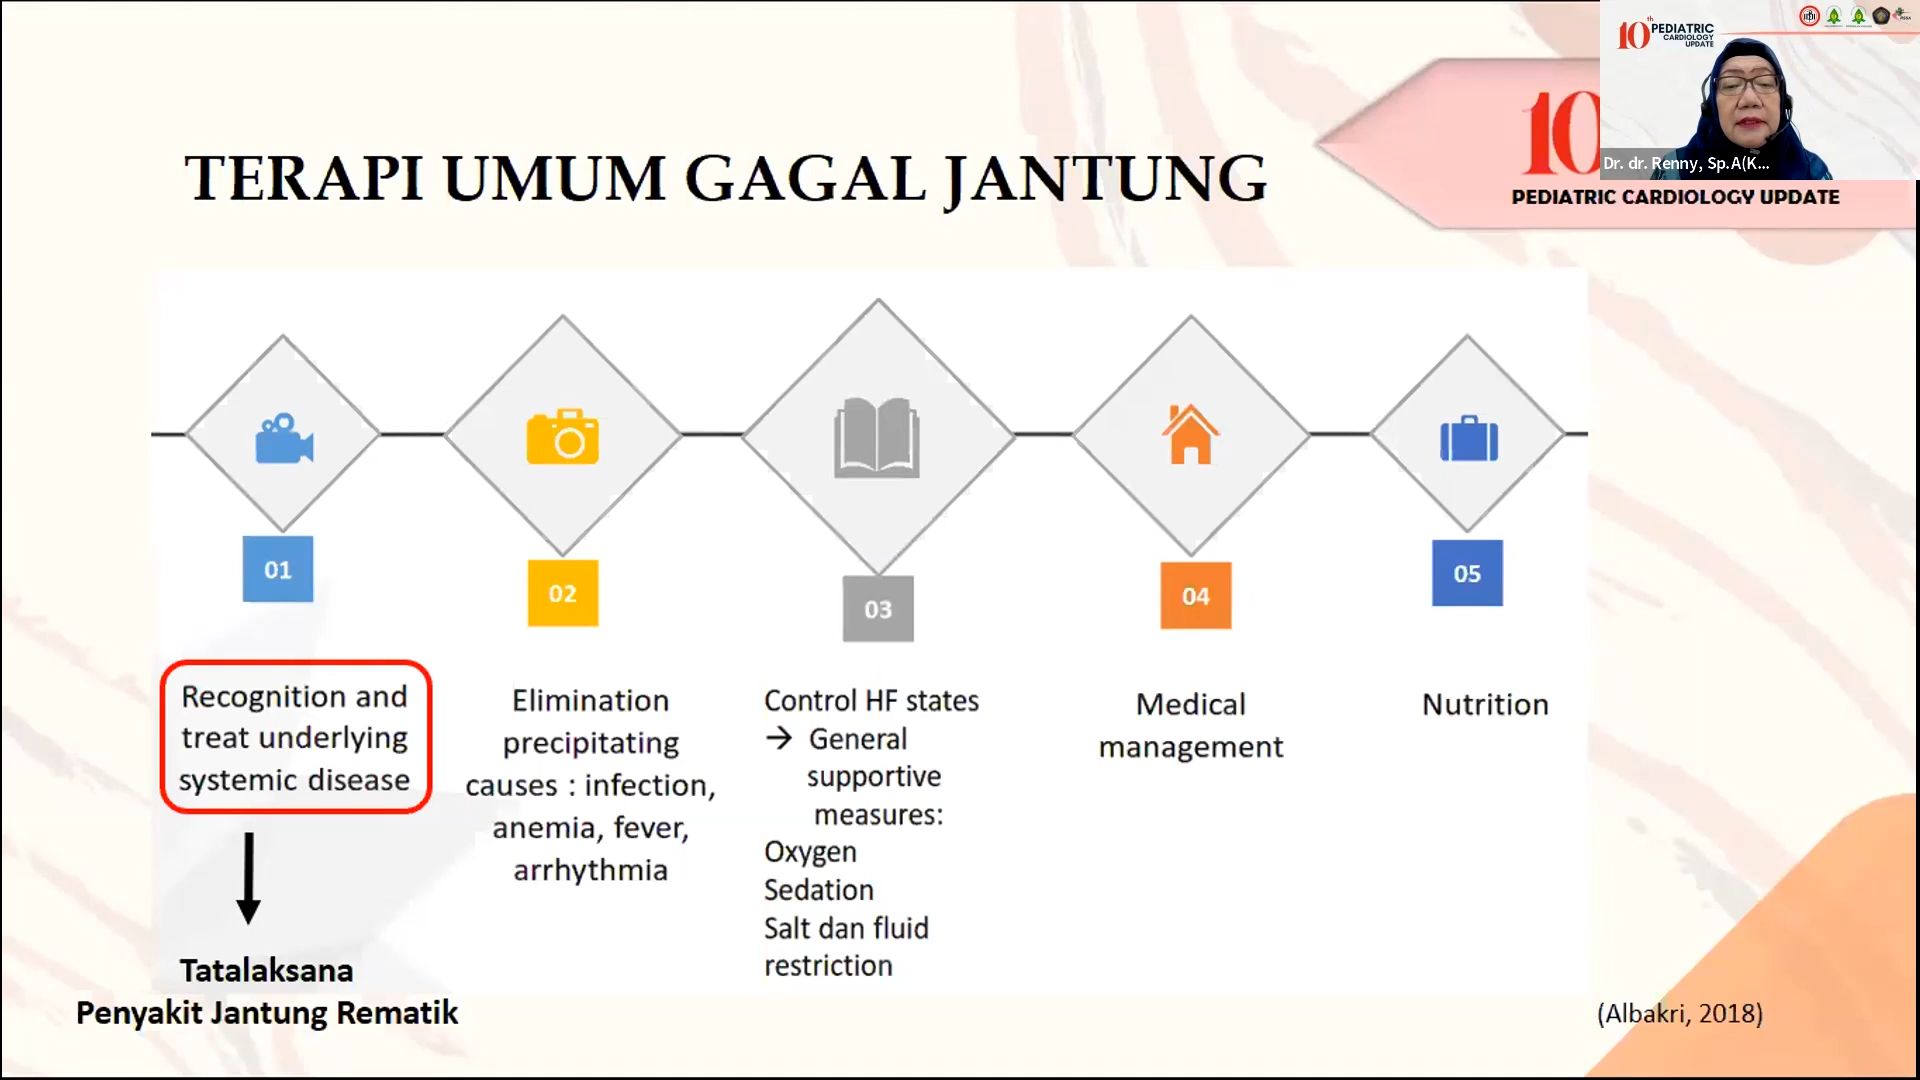 10th PEDIATRIC
CARDIOLOGY
UPDATE
Dr. dr. Renny, Sp.A(K...
10
PEDIATRIC CARDIOLOGY UPDATE
TERAPI UMUM GAGAL JANTUNG
01
02
03
04
05
Recognition and
treat underlying
systemic disease
Elimination
precipitating
causes : infection,
anemia, fever,
arrhythmia
Control HF states
→ General
supportive
measures:
Oxygen
Sedation
Salt dan fluid
restriction
Medical
management
Nutrition
Tatalaksana
Penyakit Jantung Rematik
(Albakri, 2018)